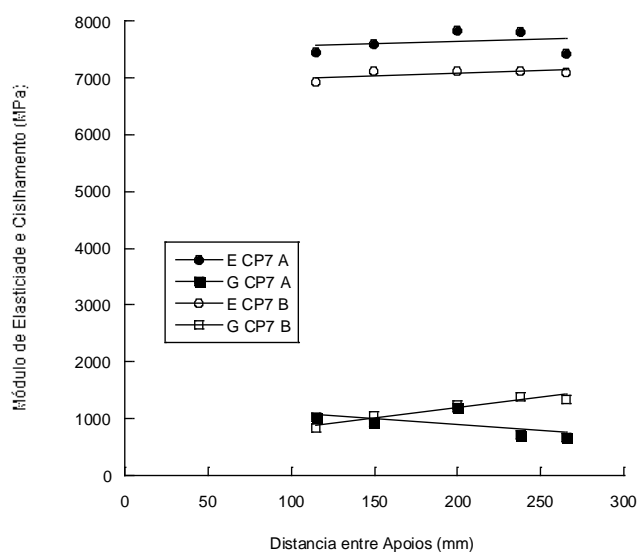 8000
7000
6000
5000
4000
3000
2000
1000
0
Módulo de Elasticiade e Cislhamento (MPa)
E CP7 A
G CP7 A
E CP7 B
G CP7 B
0 50 100 150 200 250 300
Distancia entre Apoios (mm)